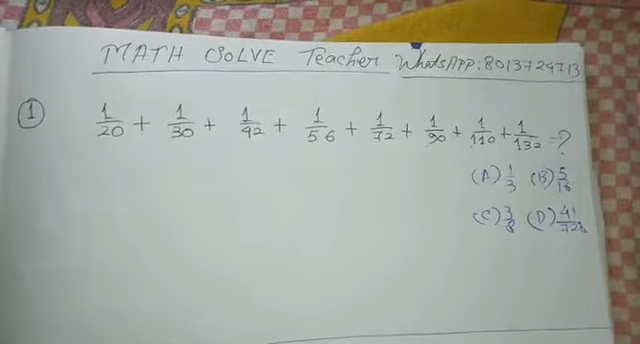 MATH SOLVE Teacher WhatsAPP: 8013724713
① 1/20 + 1/30 + 1/42 + 1/56 + 1/72 + 1/90 + 1/110 + 1/132 = ?
(A) 1/3 (B) 5/18
(C) 3/8 (D) 41/728